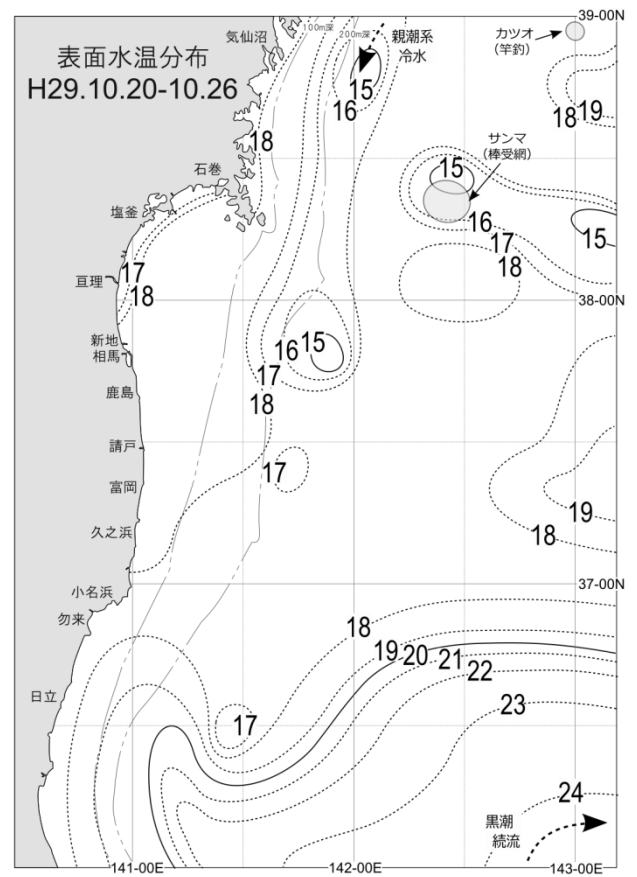 表面水温分布
H29.10.20-10.26
気仙沼
100m深
200m深
親潮系
冷水
カツオ
(竿釣)
39-00N
15
16
18
19
18
石巻
サンマ
(棒受網)
15
塩釜
16
17
18
15
亘理
17
18
38-00N
新地
相馬
16
15
17
18
鹿島
請戸
17
富岡
19
18
久之浜
37-00N
小名浜
勿来
18
19
20
21
22
23
日立
17
24
黒潮
続流
141-00E
142-00E
143-00E